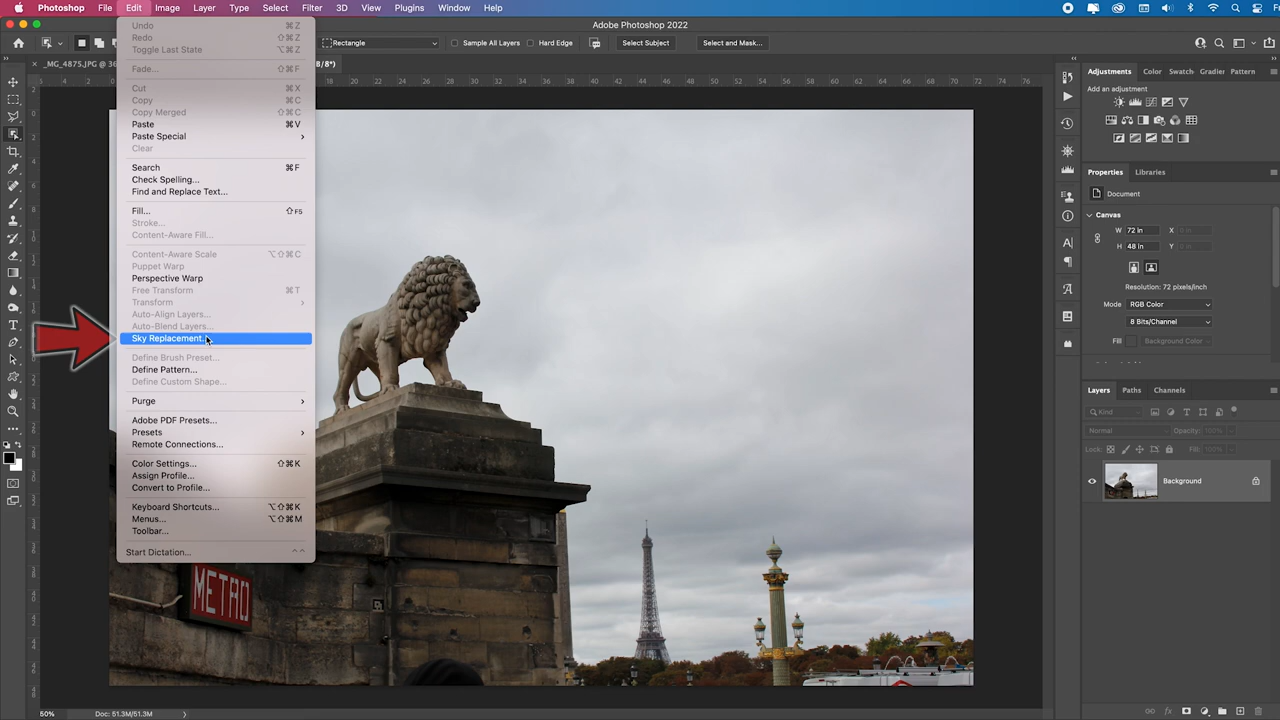 Photoshop File Edit Image Layer Type Select Filter 3D View Plugins Window Help
Adobe Photoshop 2022
Rectangle Sample All Layers Hard Edge Select Subject Select and Mask...
_MG_4875.JPG @ 50% (RGB/8*)
Undo ⌘Z
Redo ⇧⌘Z
Toggle Last State ⌥⌘Z
Fade... ⇧⌘F
Cut ⌘X
Copy ⌘C
Copy Merged ⇧⌘C
Paste ⌘V
Paste Special
Clear
Search ⌘F
Check Spelling...
Find and Replace Text...
Fill... ⇧F5
Stroke...
Content-Aware Fill...
Content-Aware Scale ⌥⇧⌘C
Puppet Warp
Perspective Warp
Free Transform ⌘T
Transform
Auto-Align Layers...
Auto-Blend Layers...
Sky Replacement...
Define Brush Preset...
Define Pattern...
Define Custom Shape...
Purge
Adobe PDF Presets...
Presets
Remote Connections...
Color Settings... ⇧⌘K
Assign Profile...
Convert to Profile...
Keyboard Shortcuts... ⌥⇧⌘K
Menus... ⌥⇧⌘M
Toolbar...
Start Dictation...
METRO
50% Doc: 51.3M/51.3M
Adjustments Color Swatch Gradier Pattern
Add an adjustment
Properties Libraries
Document
Canvas
W 72 in X
H 48 in Y
Resolution: 72 pixels/inch
Mode RGB Color
8 Bits/Channel
Fill Background Color
Layers Paths Channels
Kind
Normal Opacity: 100%
Lock: Fill: 100%
Background